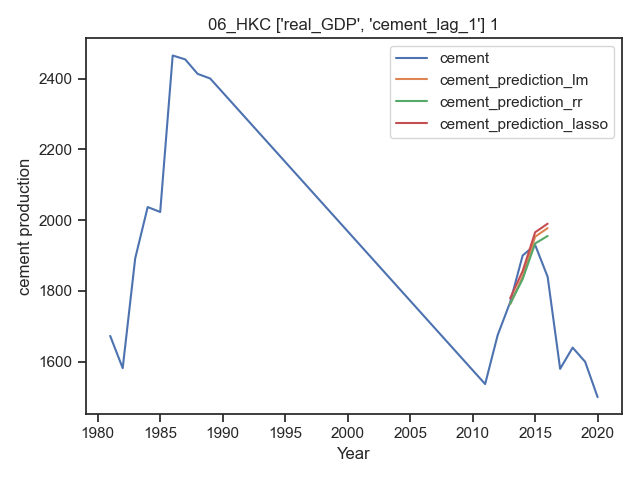 06_HKC ['real_GDP', 'cement_lag_1'] 1
cement
cement_prediction_lm
cement_prediction_rr
cement_prediction_lasso
cement production
2400
2200
2000
1800
1600
1980 1985 1990 1995 2000 2005 2010 2015 2020
Year